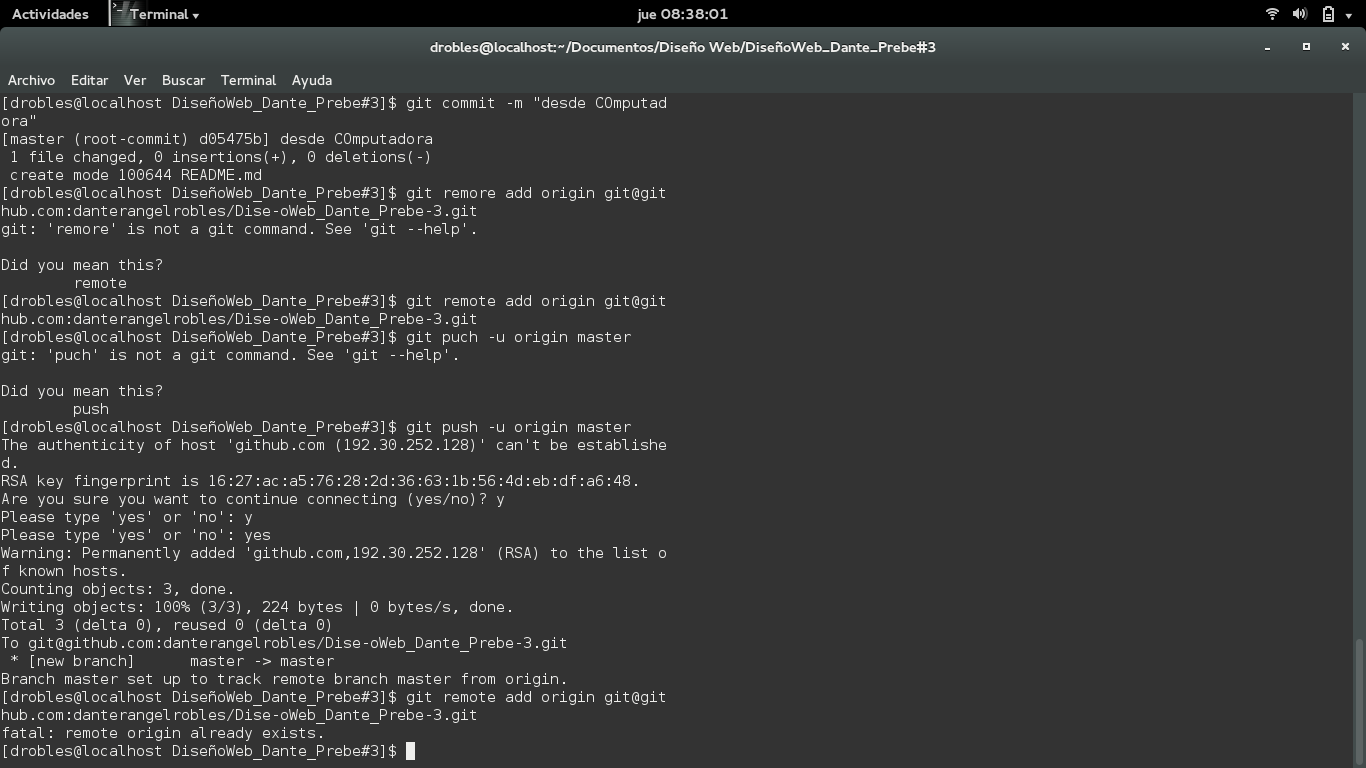 Actividades Terminal jue 08:38:01
drobles@localhost:~/Documentos/Diseño Web/DiseñoWeb_Dante_Prebe#3
Archivo Editar Ver Buscar Terminal Ayuda
[drobles@localhost DiseñoWeb_Dante_Prebe#3]$ git commit -m "desde COmputad
ora"
[master (root-commit) d05475b] desde COmputadora
 1 file changed, 0 insertions(+), 0 deletions(-)
 create mode 100644 README.md
[drobles@localhost DiseñoWeb_Dante_Prebe#3]$ git remore add origin git@git
hub.com:danterangelrobles/Dise-oWeb_Dante_Prebe-3.git
git: 'remore' is not a git command. See 'git --help'.

Did you mean this?
        remote
[drobles@localhost DiseñoWeb_Dante_Prebe#3]$ git remote add origin git@git
hub.com:danterangelrobles/Dise-oWeb_Dante_Prebe-3.git
[drobles@localhost DiseñoWeb_Dante_Prebe#3]$ git puch -u origin master
git: 'puch' is not a git command. See 'git --help'.

Did you mean this?
        push
[drobles@localhost DiseñoWeb_Dante_Prebe#3]$ git push -u origin master
The authenticity of host 'github.com (192.30.252.128)' can't be establishe
d.
RSA key fingerprint is 16:27:ac:a5:76:28:2d:36:63:1b:56:4d:eb:df:a6:48.
Are you sure you want to continue connecting (yes/no)? y
Please type 'yes' or 'no': y
Please type 'yes' or 'no': yes
Warning: Permanently added 'github.com,192.30.252.128' (RSA) to the list o
f known hosts.
Counting objects: 3, done.
Writing objects: 100% (3/3), 224 bytes | 0 bytes/s, done.
Total 3 (delta 0), reused 0 (delta 0)
To git@github.com:danterangelrobles/Dise-oWeb_Dante_Prebe-3.git
 * [new branch]      master -> master
Branch master set up to track remote branch master from origin.
[drobles@localhost DiseñoWeb_Dante_Prebe#3]$ git remote add origin git@git
hub.com:danterangelrobles/Dise-oWeb_Dante_Prebe-3.git
fatal: remote origin already exists.
[drobles@localhost DiseñoWeb_Dante_Prebe#3]$